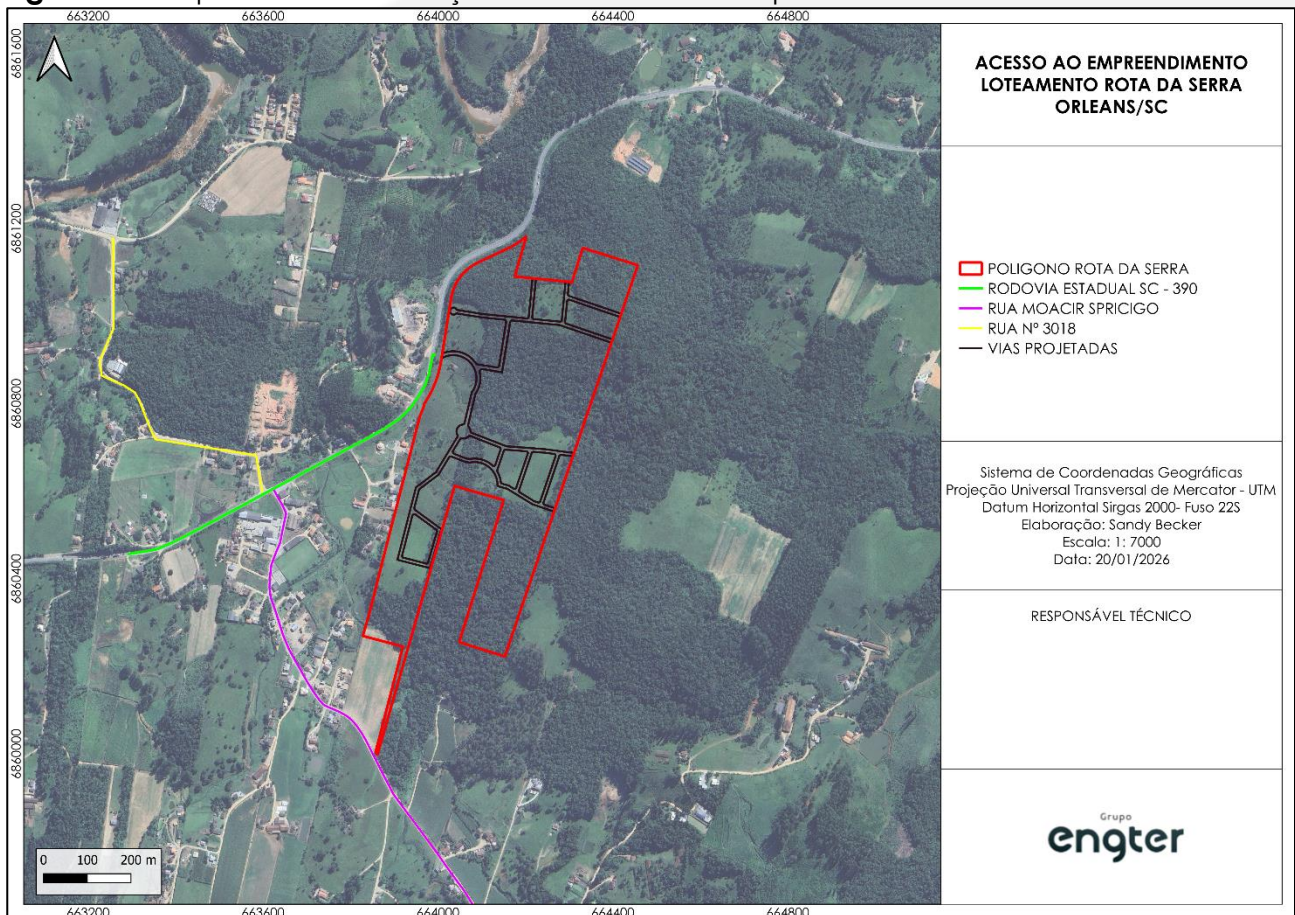 663200 663600 664000 664400 664800
6861600
6861200
6860800
6860400
6860000
0 100 200 m
663200 663600 664000 664400 664800
ACESSO AO EMPREENDIMENTO
LOTEAMENTO ROTA DA SERRA
ORLEANS/SC
POLIGONO ROTA DA SERRA
RODOVIA ESTADUAL SC - 390
RUA MOACIR SPRICIGO
RUA Nº 3018
VIAS PROJETADAS
Sistema de Coordenadas Geográficas
Projeção Universal Transversal de Mercator - UTM
Datum Horizontal Sirgas 2000- Fuso 22S
Elaboração: Sandy Becker
Escala: 1: 7000
Data: 20/01/2026
RESPONSÁVEL TÉCNICO
Grupo
engter